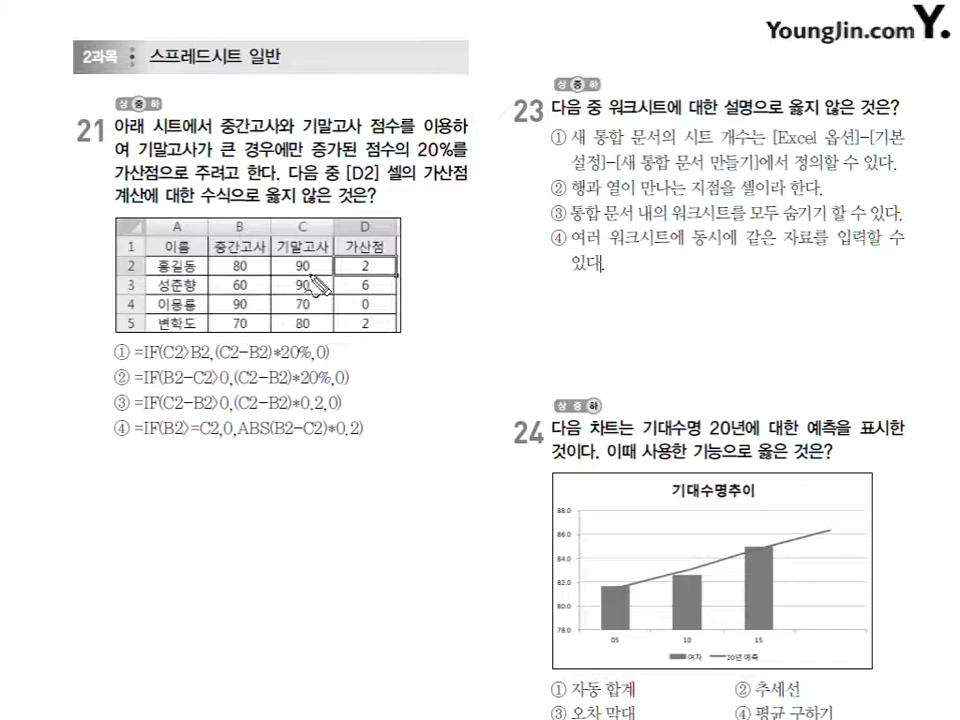 YoungJin.com Y.
2과목 스프레드시트 일반
상 중 하
21 아래 시트에서 중간고사와 기말고사 점수를 이용하
여 기말고사가 큰 경우에만 증가된 점수의 20%를
가산점으로 주려고 한다. 다음 중 [D2] 셀의 가산점
계산에 대한 수식으로 옳지 않은 것은?
A B C D
1 이름 중간고사 기말고사 가산점
2 홍길동 80 90 2
3 성춘향 60 90 6
4 이몽룡 90 70 0
5 변학도 70 80 2
① =IF(C2>B2,(C2-B2)*20%,0)
② =IF(B2-C2>0,(C2-B2)*20%,0)
③ =IF(C2-B2>0,(C2-B2)*0.2,0)
④ =IF(B2>=C2,0,ABS(B2-C2)*0.2)
상 중 하
23 다음 중 워크시트에 대한 설명으로 옳지 않은 것은?
① 새 통합 문서의 시트 개수는 [Excel 옵션]-[기본
설정]-[새 통합 문서 만들기]에서 정의할 수 있다.
② 행과 열이 만나는 지점을 셀이라 한다.
③ 통합 문서 내의 워크시트를 모두 숨기기 할 수 있다.
④ 여러 워크시트에 동시에 같은 자료를 입력할 수
있다.
상 중 하
24 다음 차트는 기대수명 20년에 대한 예측을 표시한
것이다. 이때 사용한 기능으로 옳은 것은?
기대수명추이
88.0
86.0
84.0
82.0
80.0
78.0
05 10 15
여자 20년 예측
① 자동 합계 ② 추세선
③ 오차 막대 ④ 평균 구하기